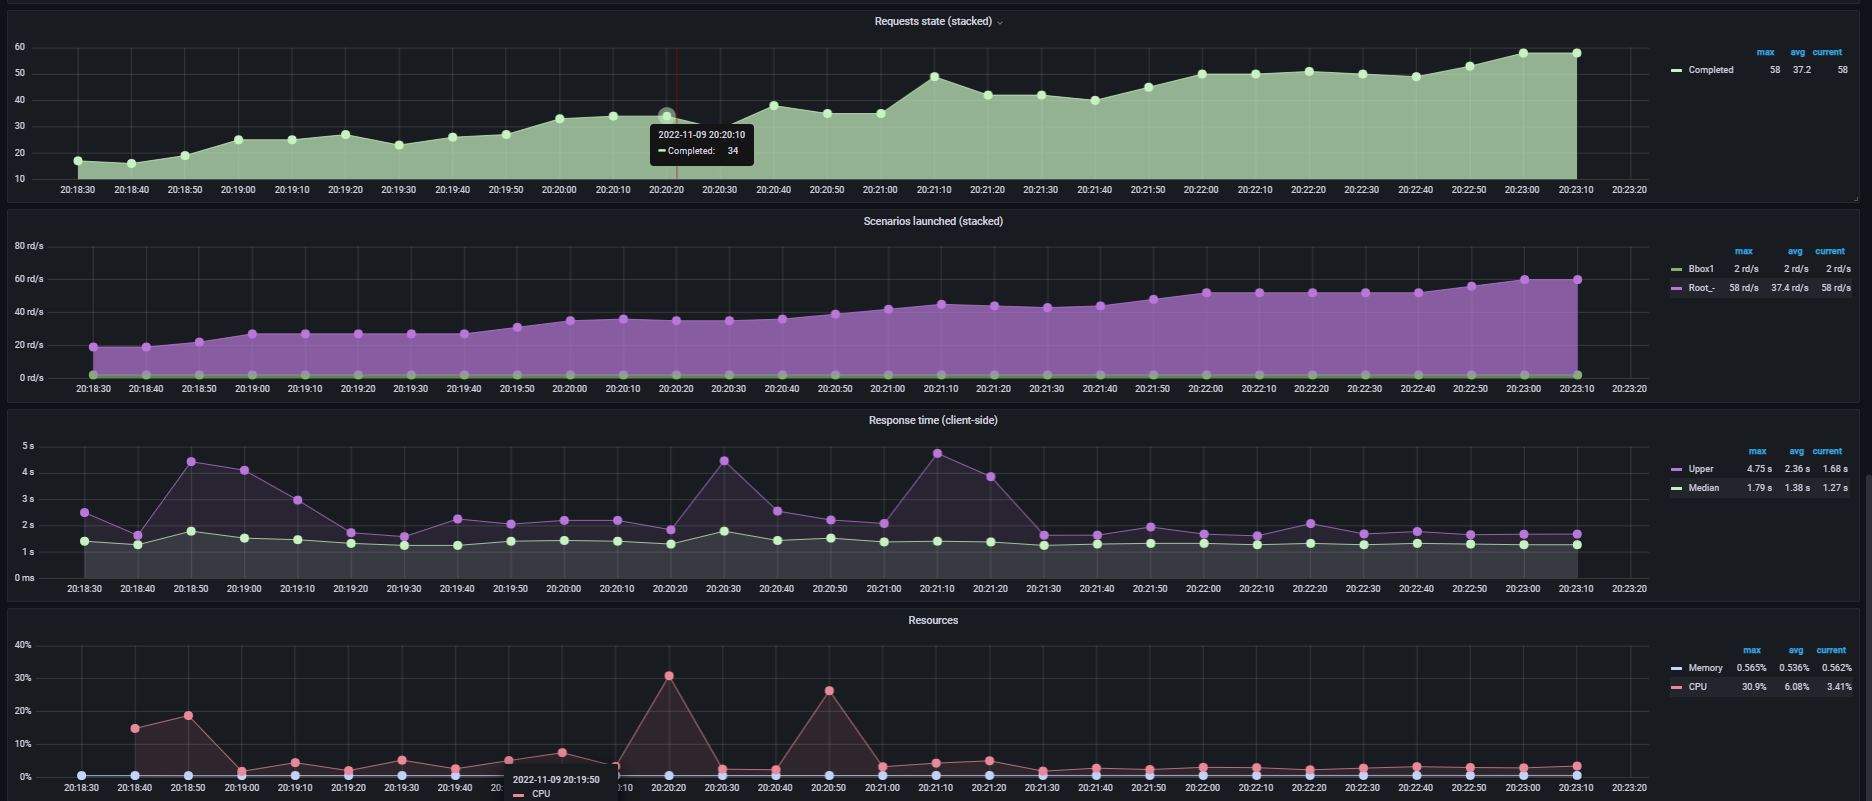 Requests state (stacked)
60
50
40
30
20
10
20:18:30 20:18:40 20:18:50 20:19:00 20:19:10 20:19:20 20:19:30 20:19:40 20:19:50 20:20:00 20:20:10 20:20:20 20:20:30 20:20:40 20:20:50 20:21:00 20:21:10 20:21:20 20:21:30 20:21:40 20:21:50 20:22:00 20:22:10 20:22:20 20:22:30 20:22:40 20:22:50 20:23:00 20:23:10 20:23:20
2022-11-09 20:20:10
Completed: 34
max avg current
Completed 58 37.2 58
Scenarios launched (stacked)
80 rd/s
60 rd/s
40 rd/s
20 rd/s
0 rd/s
20:18:30 20:18:40 20:18:50 20:19:00 20:19:10 20:19:20 20:19:30 20:19:40 20:19:50 20:20:00 20:20:10 20:20:20 20:20:30 20:20:40 20:20:50 20:21:00 20:21:10 20:21:20 20:21:30 20:21:40 20:21:50 20:22:00 20:22:10 20:22:20 20:22:30 20:22:40 20:22:50 20:23:00 20:23:10 20:23:20
max avg current
Bbox1 2 rd/s 2 rd/s 2 rd/s
Root_- 58 rd/s 37.4 rd/s 58 rd/s
Response time (client-side)
5 s
4 s
3 s
2 s
1 s
0 ms
20:18:30 20:18:40 20:18:50 20:19:00 20:19:10 20:19:20 20:19:30 20:19:40 20:19:50 20:20:00 20:20:10 20:20:20 20:20:30 20:20:40 20:20:50 20:21:00 20:21:10 20:21:20 20:21:30 20:21:40 20:21:50 20:22:00 20:22:10 20:22:20 20:22:30 20:22:40 20:22:50 20:23:00 20:23:10 20:23:20
max avg current
Upper 4.75 s 2.36 s 1.68 s
Median 1.79 s 1.38 s 1.27 s
Resources
40%
30%
20%
10%
0%
20:18:30 20:18:40 20:18:50 20:19:00 20:19:10 20:19:20 20:19:30 20:19:40 20: :10 20:20:20 20:20:30 20:20:40 20:20:50 20:21:00 20:21:10 20:21:20 20:21:30 20:21:40 20:21:50 20:22:00 20:22:10 20:22:20 20:22:30 20:22:40 20:22:50 20:23:00 20:23:10 20:23:20
2022-11-09 20:19:50
CPU
max avg current
Memory 0.565% 0.536% 0.562%
CPU 30.9% 6.08% 3.41%